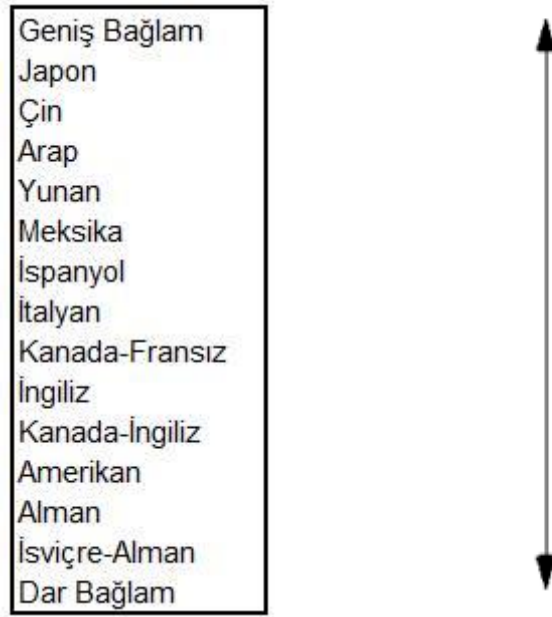 Geniş Bağlam
Japon
Çin
Arap
Yunan
Meksika
İspanyol
İtalyan
Kanada-Fransız
İngiliz
Kanada-İngiliz
Amerikan
Alman
İsviçre-Alman
Dar Bağlam